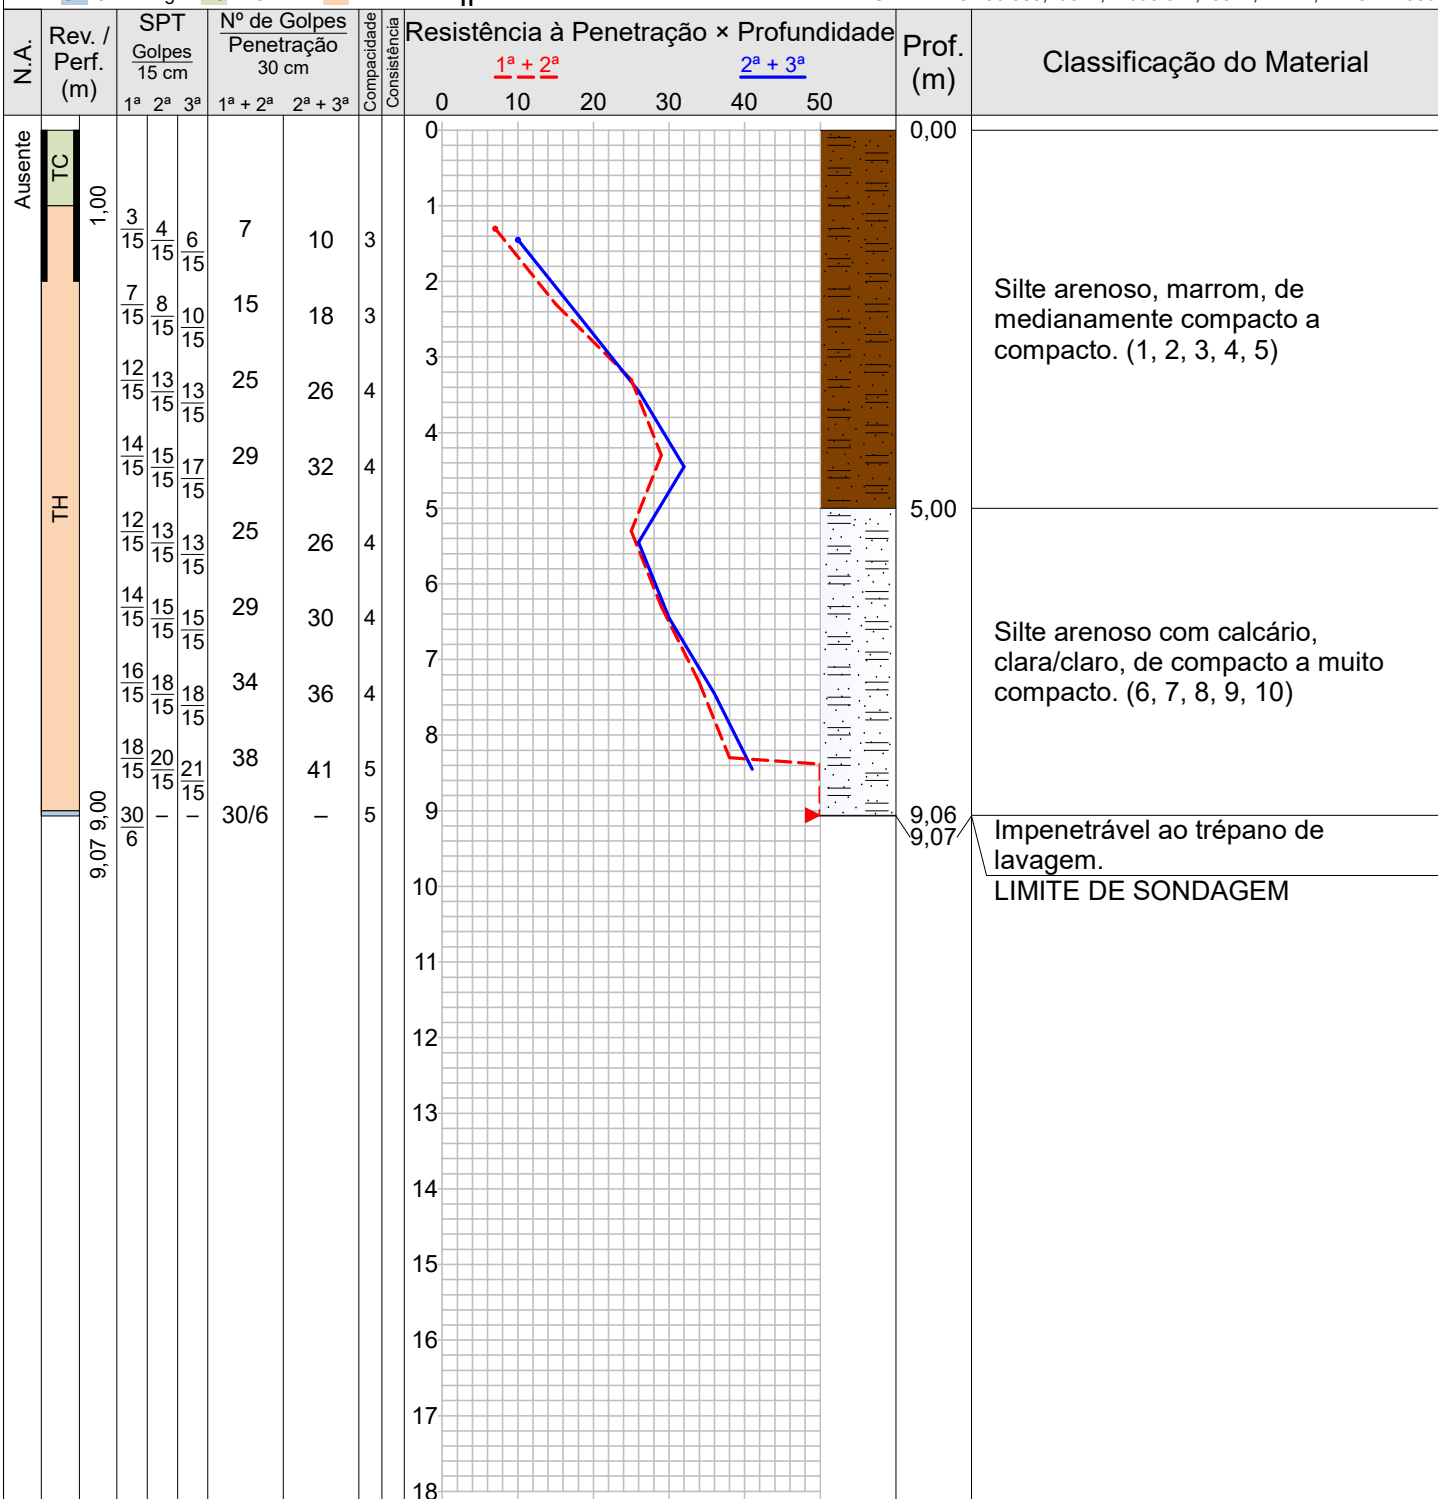 N.A.
Rev. /
Perf.
(m)
SPT
Golpes
15 cm
1ª 2ª 3ª
Nº de Golpes
Penetração
30 cm
1ª + 2ª 2ª + 3ª
Compacidade
Consistência
Resistência à Penetração × Profundidade
1ª + 2ª 2ª + 3ª
0 10 20 30 40 50
Prof.
(m)
Classificação do Material
Ausente
TC
1,00
TH
9,00
9,07
3/15 4/15 6/15 7 10 3
7/15 8/15 10/15 15 18 3
12/15 13/15 13/15 25 26 4
14/15 15/15 17/15 29 32 4
12/15 13/15 13/15 25 26 4
14/15 15/15 15/15 29 30 4
16/15 18/15 18/15 34 36 4
18/15 20/15 21/15 38 41 5
30/6 – – 30/6 – 5
0
1
2
3
4
5
6
7
8
9
10
11
12
13
14
15
16
17
18
0,00
5,00
9,06
9,07
Silte arenoso, marrom, de
medianamente compacto a
compacto. (1, 2, 3, 4, 5)
Silte arenoso com calcário,
clara/claro, de compacto a muito
compacto. (6, 7, 8, 9, 10)
Impenetrável ao trépano de
lavagem.
LIMITE DE SONDAGEM